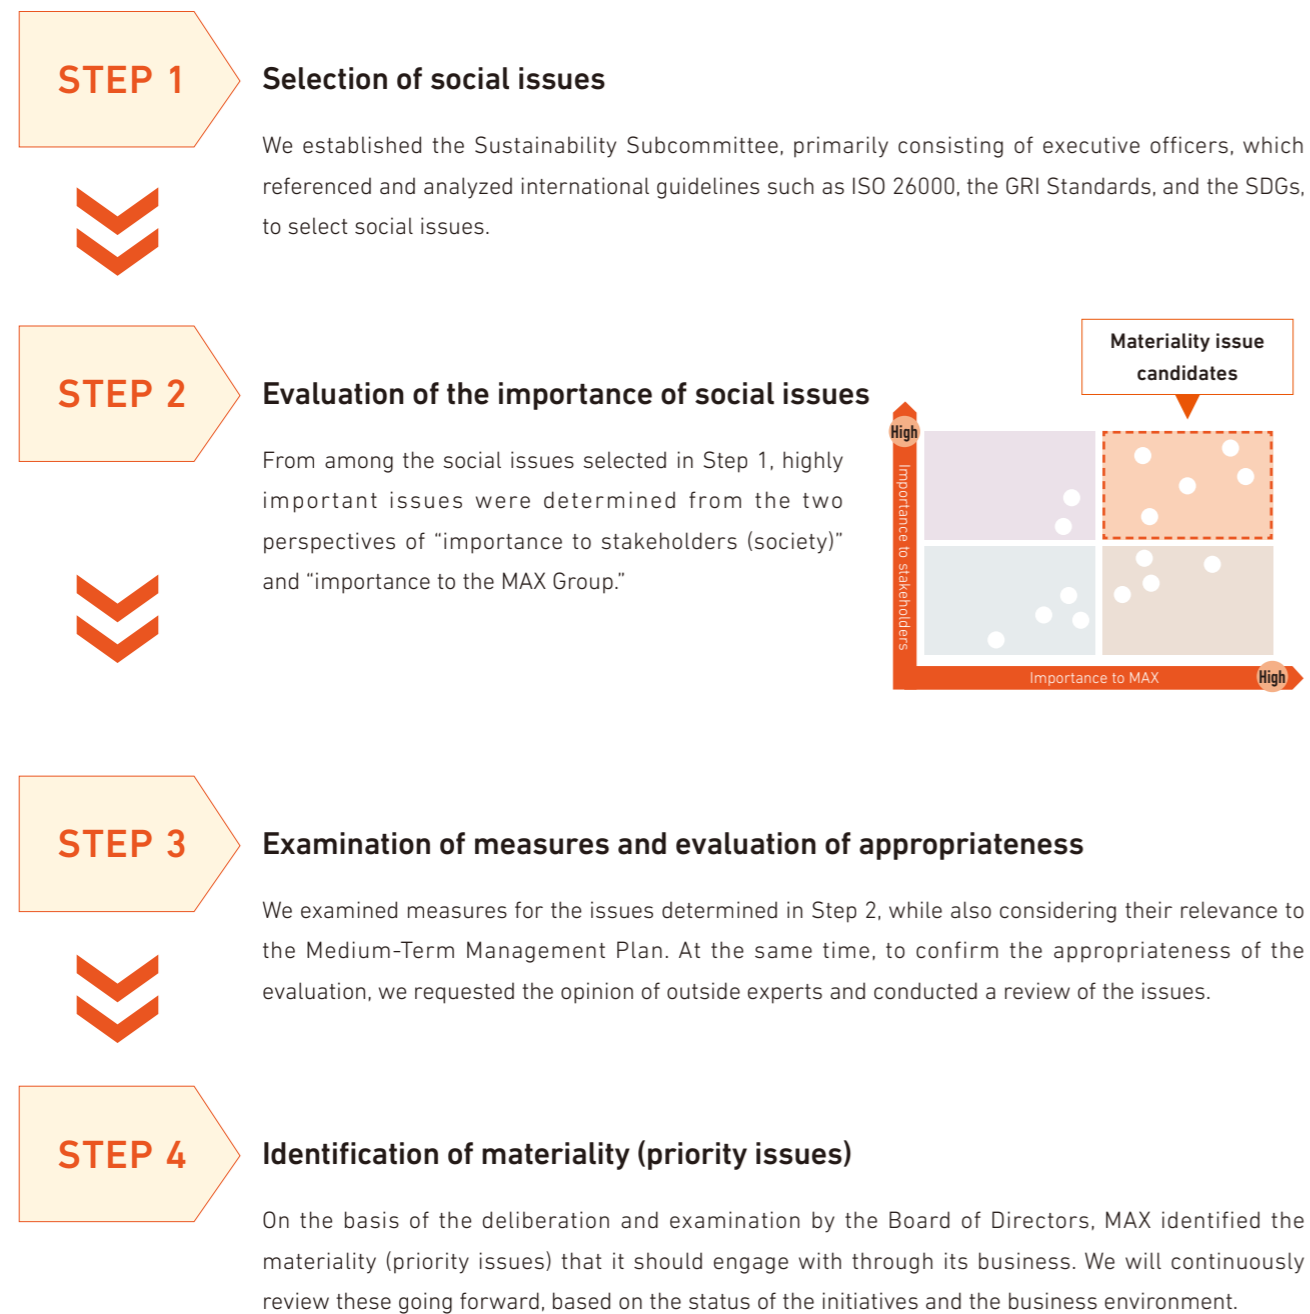 STEP 1
Selection of social issues
We established the Sustainability Subcommittee, primarily consisting of executive officers, which
referenced and analyzed international guidelines such as ISO 26000, the GRI Standards, and the SDGs,
to select social issues.
STEP 2
Evaluation of the importance of social issues
From among the social issues selected in Step 1, highly
important issues were determined from the two
perspectives of “importance to stakeholders (society)”
and “importance to the MAX Group.”
Materiality issue
candidates
High
Importance to stakeholders
Importance to MAX
High
STEP 3
Examination of measures and evaluation of appropriateness
We examined measures for the issues determined in Step 2, while also considering their relevance to
the Medium-Term Management Plan. At the same time, to confirm the appropriateness of the
evaluation, we requested the opinion of outside experts and conducted a review of the issues.
STEP 4
Identification of materiality (priority issues)
On the basis of the deliberation and examination by the Board of Directors, MAX identified the
materiality (priority issues) that it should engage with through its business. We will continuously
review these going forward, based on the status of the initiatives and the business environment.